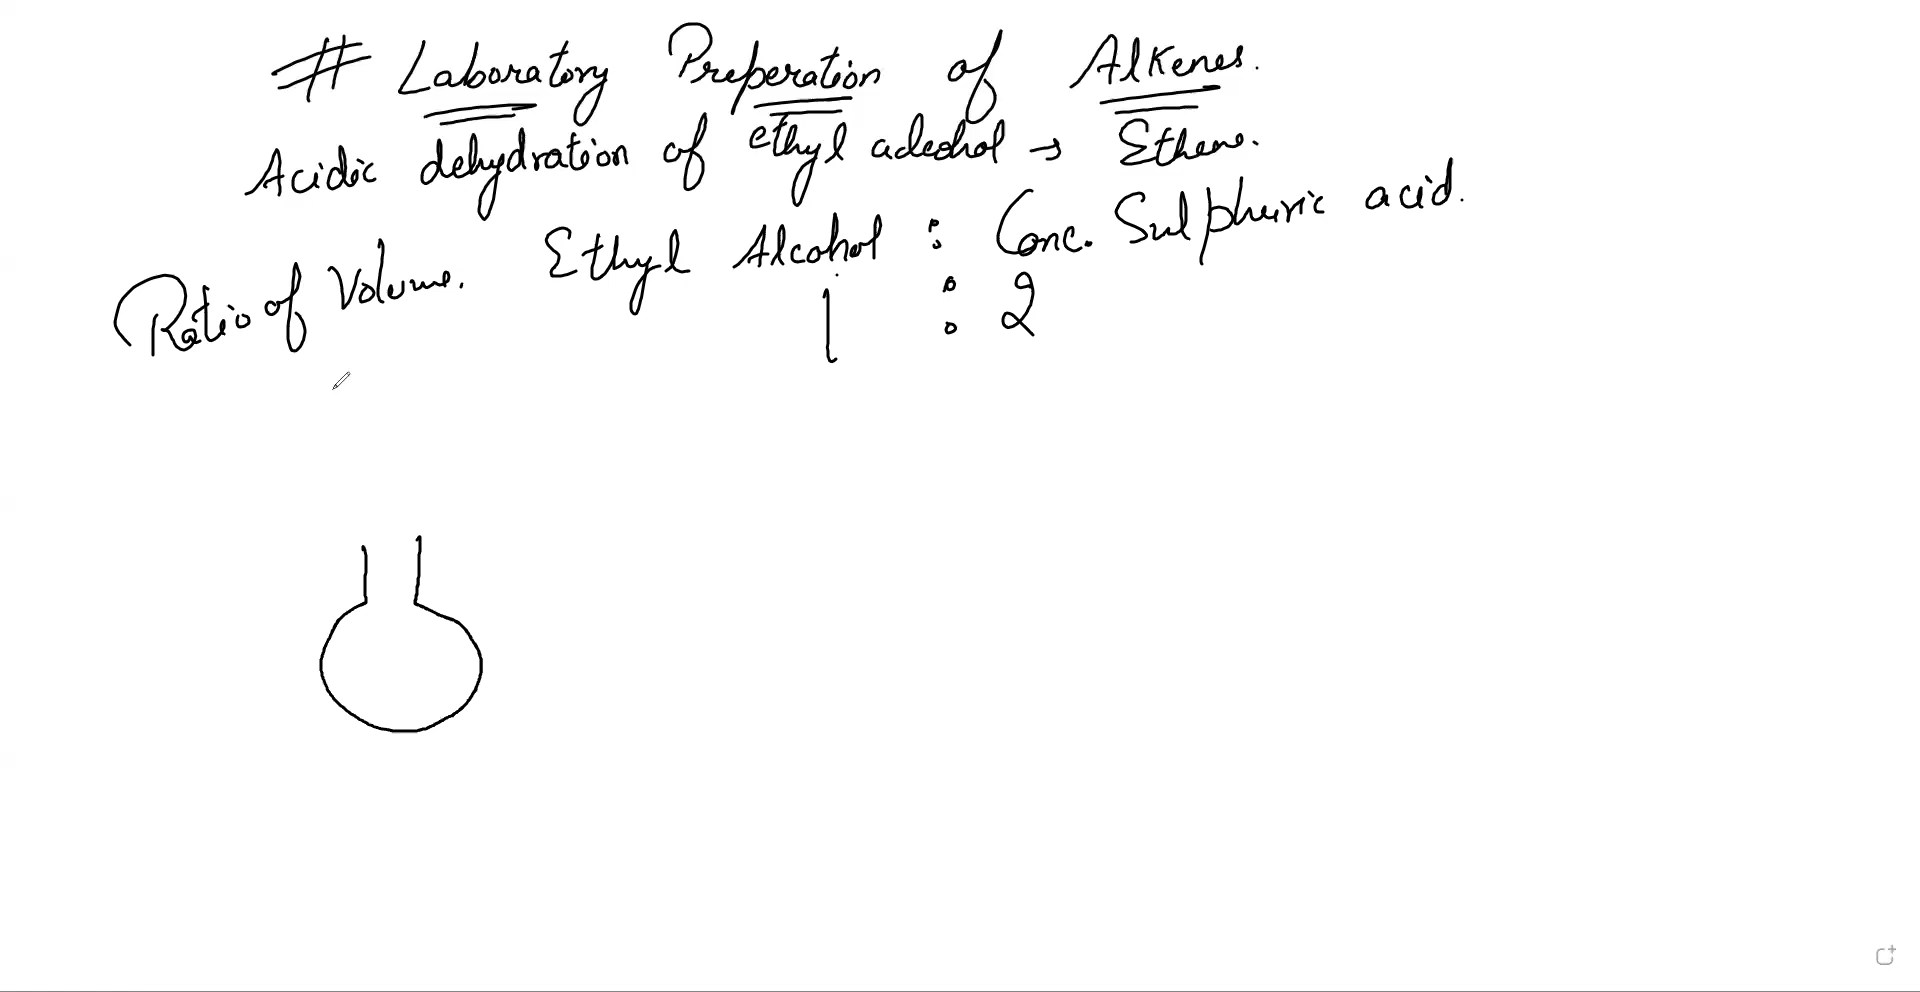 # Laboratory Preperation of Alkenes.
Acidic dehydration of ethyl alcohol → Ethene.
Ratio of Volume. Ethyl Alcohol : Conc. Sulphuric acid.
1 : 2